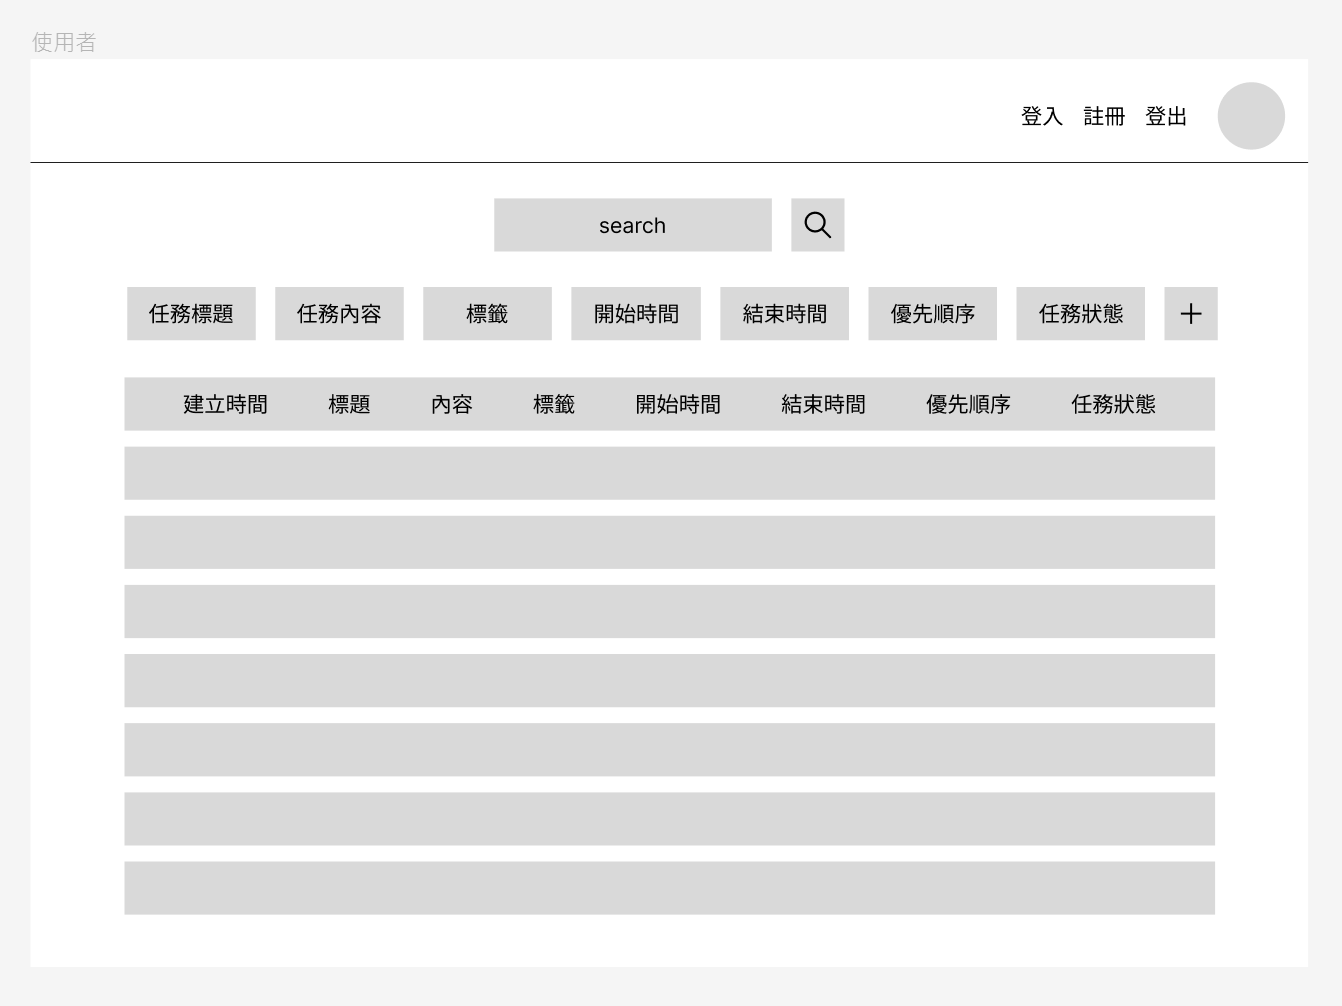 使用者
登入 註冊 登出
search
任務標題 任務內容 標籤 開始時間 結束時間 優先順序 任務狀態 +
建立時間 標題 內容 標籤 開始時間 結束時間 優先順序 任務狀態